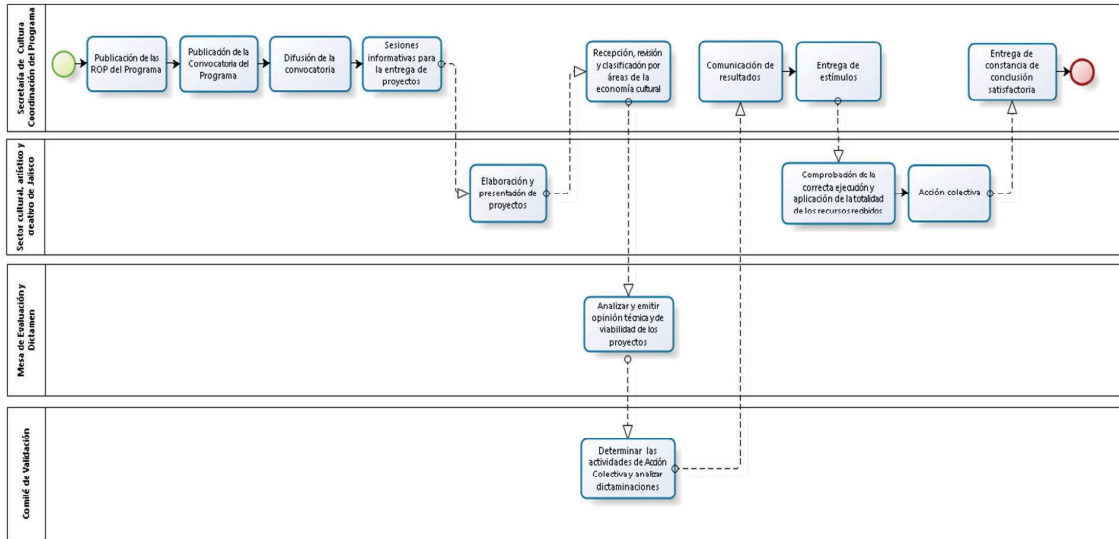 Secretaría de Cultura
Coordinación del Programa
Publicación de las
ROP del Programa
Publicación de la
Convocatoria del
Programa
Difusión de la
convocatoria
Sesiones
informativas para
la entrega de
proyectos
Recepción, revisión
y clasificación por
áreas de la
economía cultural
Comunicación de
resultados
Entrega de
estímulos
Entrega de
constancia de
conclusión
satisfactoria
Sector cultural, artístico y
creativo de Jalisco
Elaboración y
presentación de
proyectos
Comprobación de la
correcta ejecución y
aplicación de la totalidad
de los recursos recibidos
Acción colectiva
Mesa de Evaluación y
Dictamen
Analizar y emitir
opinión técnica y de
viabilidad de los
proyectos
Comité de Validación
Determinar las
actividades de Acción
Colectiva y analizar
dictaminaciones